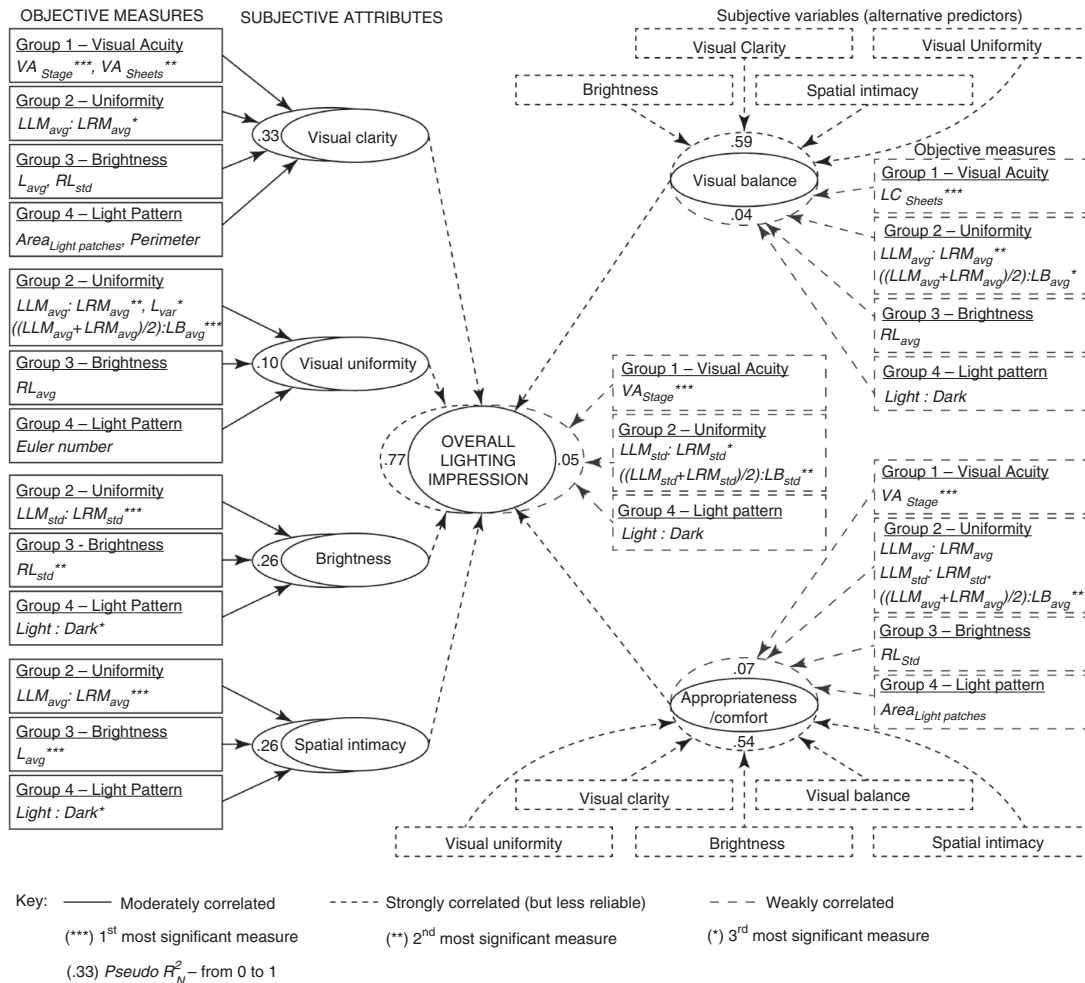 OBJECTIVE MEASURES
SUBJECTIVE ATTRIBUTES
Group 1 – Visual Acuity
VA Stage ***, VA Sheets **
Group 2 – Uniformity
LLMavg: LRMavg*
Group 3 – Brightness
Lavg, RLstd
Group 4 – Light Pattern
AreaLight patches, Perimeter
.33
Visual clarity
Group 2 – Uniformity
LLMavg: LRMavg**, Lvar*
((LLMavg+LRMavg)/2):LBavg***
Group 3 – Brightness
RLavg
Group 4 – Light Pattern
Euler number
.10
Visual uniformity
Group 2 – Uniformity
LLMstd: LRMstd***
Group 3 - Brightness
RLstd**
Group 4 – Light Pattern
Light : Dark*
.26
Brightness
Group 2 – Uniformity
LLMavg: LRMavg***
Group 3 – Brightness
Lavg***
Group 4 – Light Pattern
Light : Dark*
.26
Spatial intimacy
.77
OVERALL
LIGHTING
IMPRESSION
.05
Group 1 – Visual Acuity
VAStage***
Group 2 – Uniformity
LLMstd: LRMstd*
((LLMstd+LRMstd)/2):LBstd**
Group 4 – Light pattern
Light : Dark
Subjective variables (alternative predictors)
Visual Clarity
Visual Uniformity
Brightness
Spatial intimacy
.59
Visual balance
.04
Objective measures
Group 1 – Visual Acuity
LC Sheets***
Group 2 – Uniformity
LLMavg: LRMavg**
((LLMavg+LRMavg)/2):LBavg*
Group 3 – Brightness
RLavg
Group 4 – Light pattern
Light : Dark
Group 1 – Visual Acuity
VA Stage***
Group 2 – Uniformity
LLMavg: LRMavg
LLMstd: LRMstd*
((LLMavg+LRMavg)/2):LBavg**
Group 3 – Brightness
RLStd
Group 4 – Light pattern
AreaLight patches
.07
Appropriateness
/comfort
.54
Visual clarity
Visual balance
Visual uniformity
Brightness
Spatial intimacy
Key:
Moderately correlated
Strongly correlated (but less reliable)
Weakly correlated
(***) 1st most significant measure
(**) 2nd most significant measure
(*) 3rd most significant measure
(.33) Pseudo R2N – from 0 to 1